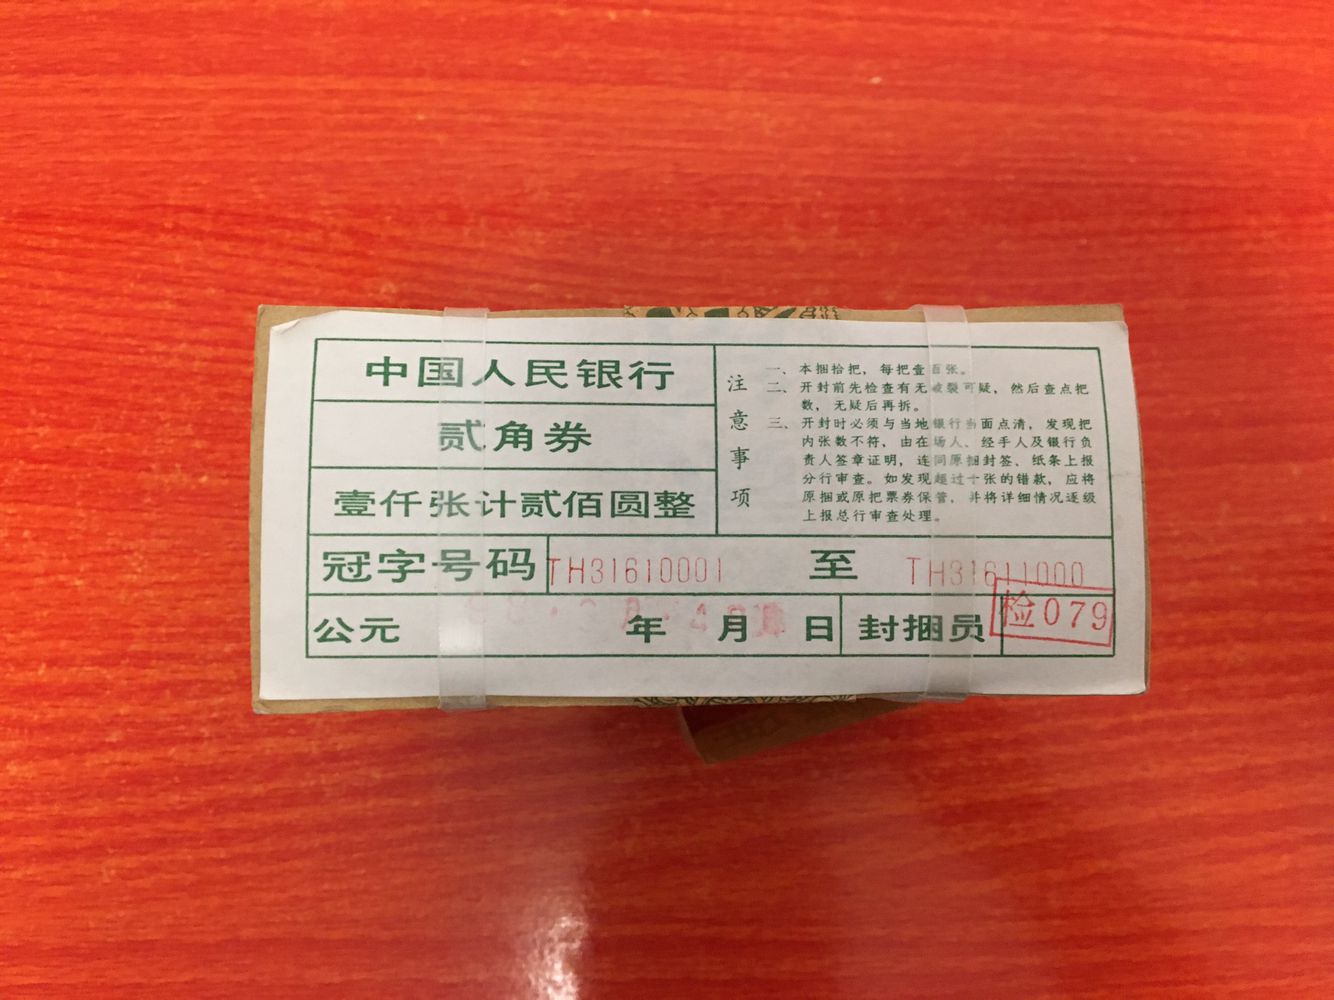 中国人民银行
贰角券
壹仟张计贰佰圆整
注意事项
一、本捆拾把，每把壹百张。
二、开封前先检查有无破裂可疑，然后查点把
数，无疑后再拆。
三、开封时必须与当地银行当面点清，发现把
内张数不符，由在场人、经手人及银行负
责人签章证明，连同原捆封签、纸条上报
分行审查。如发现超过十张的错款，应将
原捆或原把票券保管，并将详细情况逐级
上报总行审查处理。
冠字号码 TH31610001 至 TH31611000
公元 年 月 日 封捆员 检079